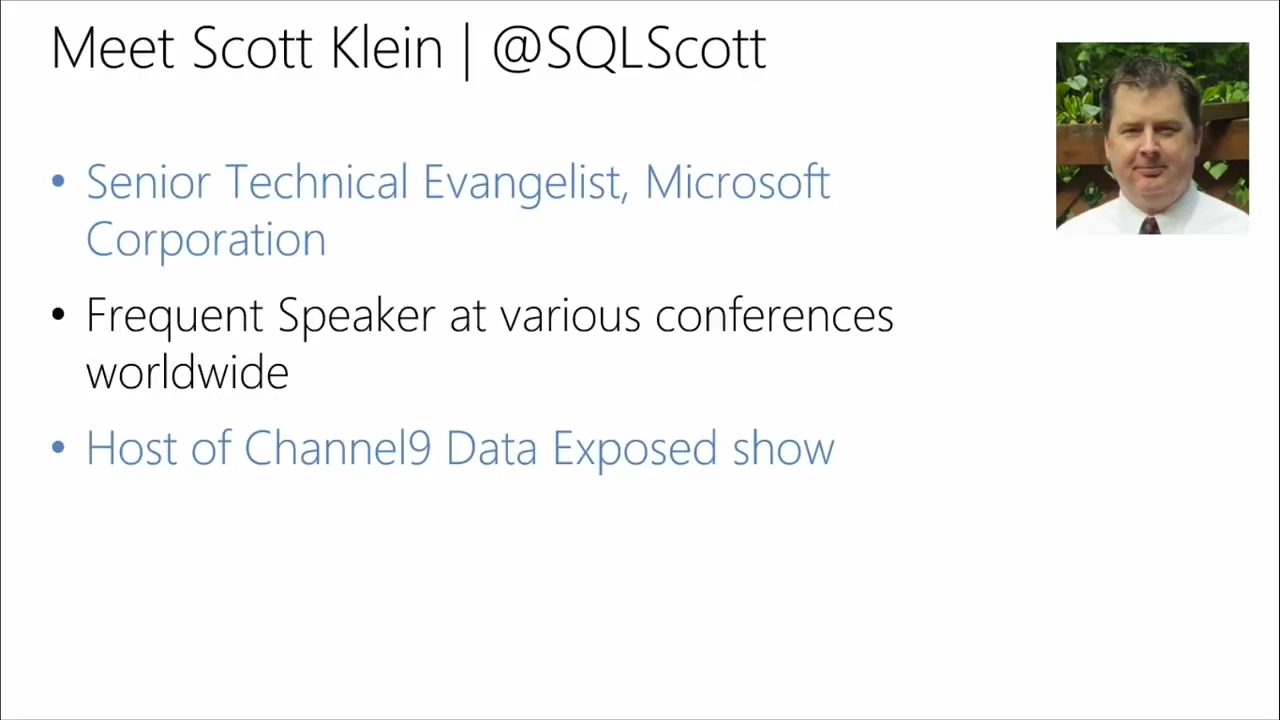 Meet Scott Klein | @SQLScott
• Senior Technical Evangelist, Microsoft
Corporation
• Frequent Speaker at various conferences
worldwide
• Host of Channel9 Data Exposed show